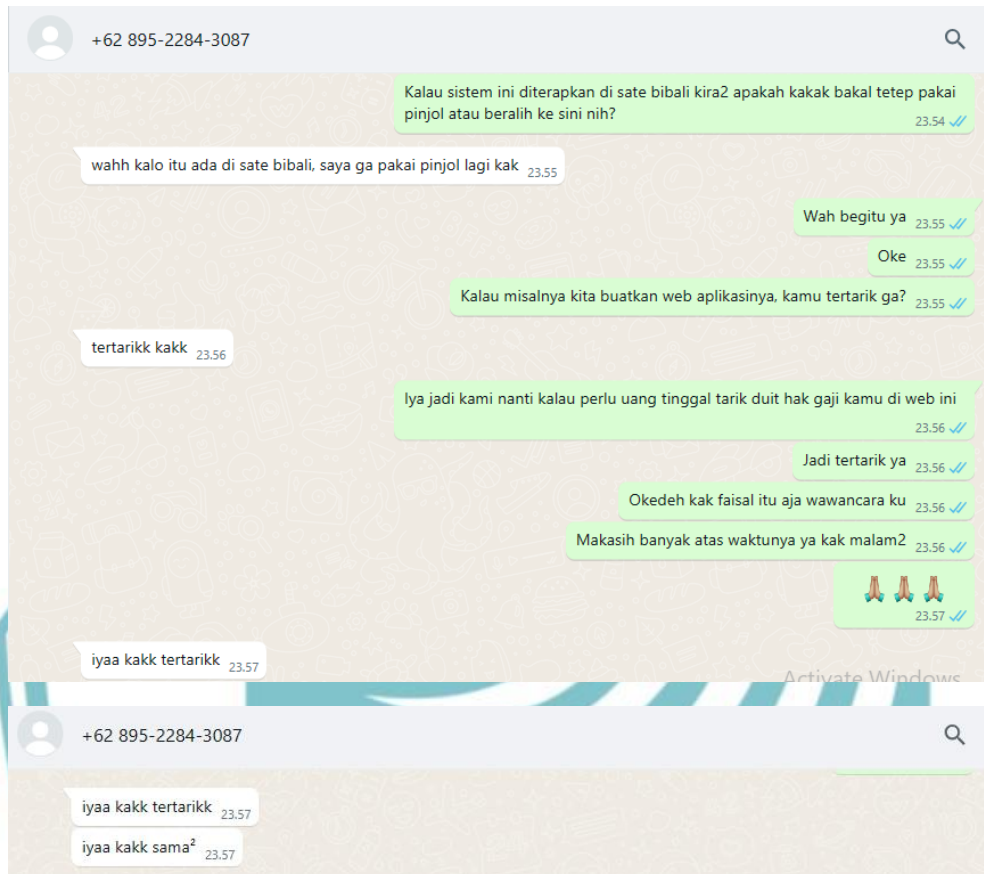 +62 895-2284-3087
Kalau sistem ini diterapkan di sate bibali kira2 apakah kakak bakal tetep pakai
pinjol atau beralih ke sini nih?
23.54
wahh kalo itu ada di sate bibali, saya ga pakai pinjol lagi kak 23.55
Wah begitu ya 23.55
Oke 23.55
Kalau misalnya kita buatkan web aplikasinya, kamu tertarik ga? 23.55
tertarikk kakk 23.56
Iya jadi kami nanti kalau perlu uang tinggal tarik duit hak gaji kamu di web ini
23.56
Jadi tertarik ya 23.56
Okedeh kak faisal itu aja wawancara ku 23.56
Makasih banyak atas waktunya ya kak malam2 23.56
🙏🏼 🙏🏼 🙏🏼
23.57
iyaa kakk tertarikk 23.57
Activate Windows
+62 895-2284-3087
iyaa kakk tertarikk 23.57
iyaa kakk sama² 23.57